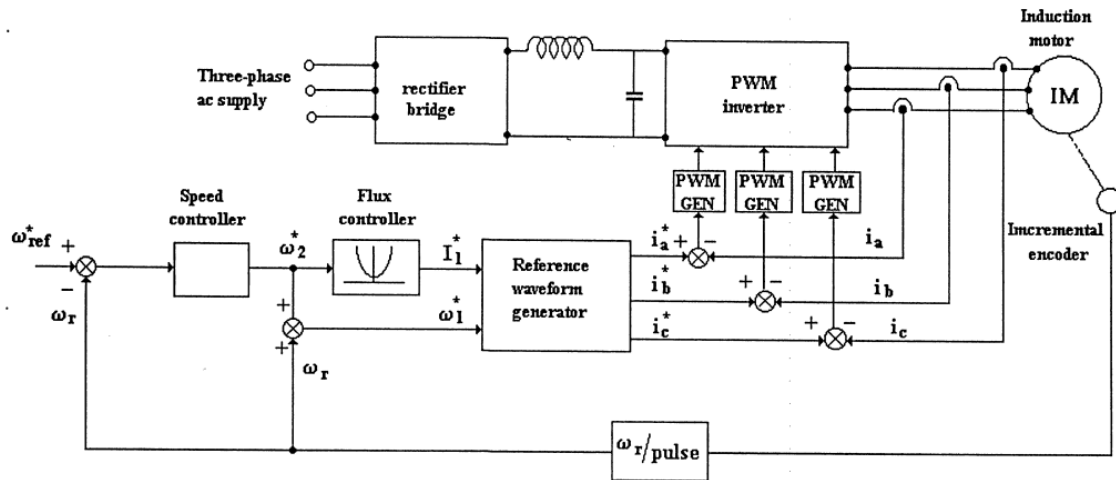 Induction
motor
Three-phase
ac supply
rectifier
bridge
PWM
inverter
IM
PWM
GEN
PWM
GEN
PWM
GEN
Speed
controller
Flux
controller
Incremental
encoder
ω*ref
+
−
ωr
ω*2
+
+
ωr
I*1
ω*1
Reference
waveform
generator
i*a
+
−
ia
i*b
+
−
ib
i*c
+
−
ic
ωr/pulse